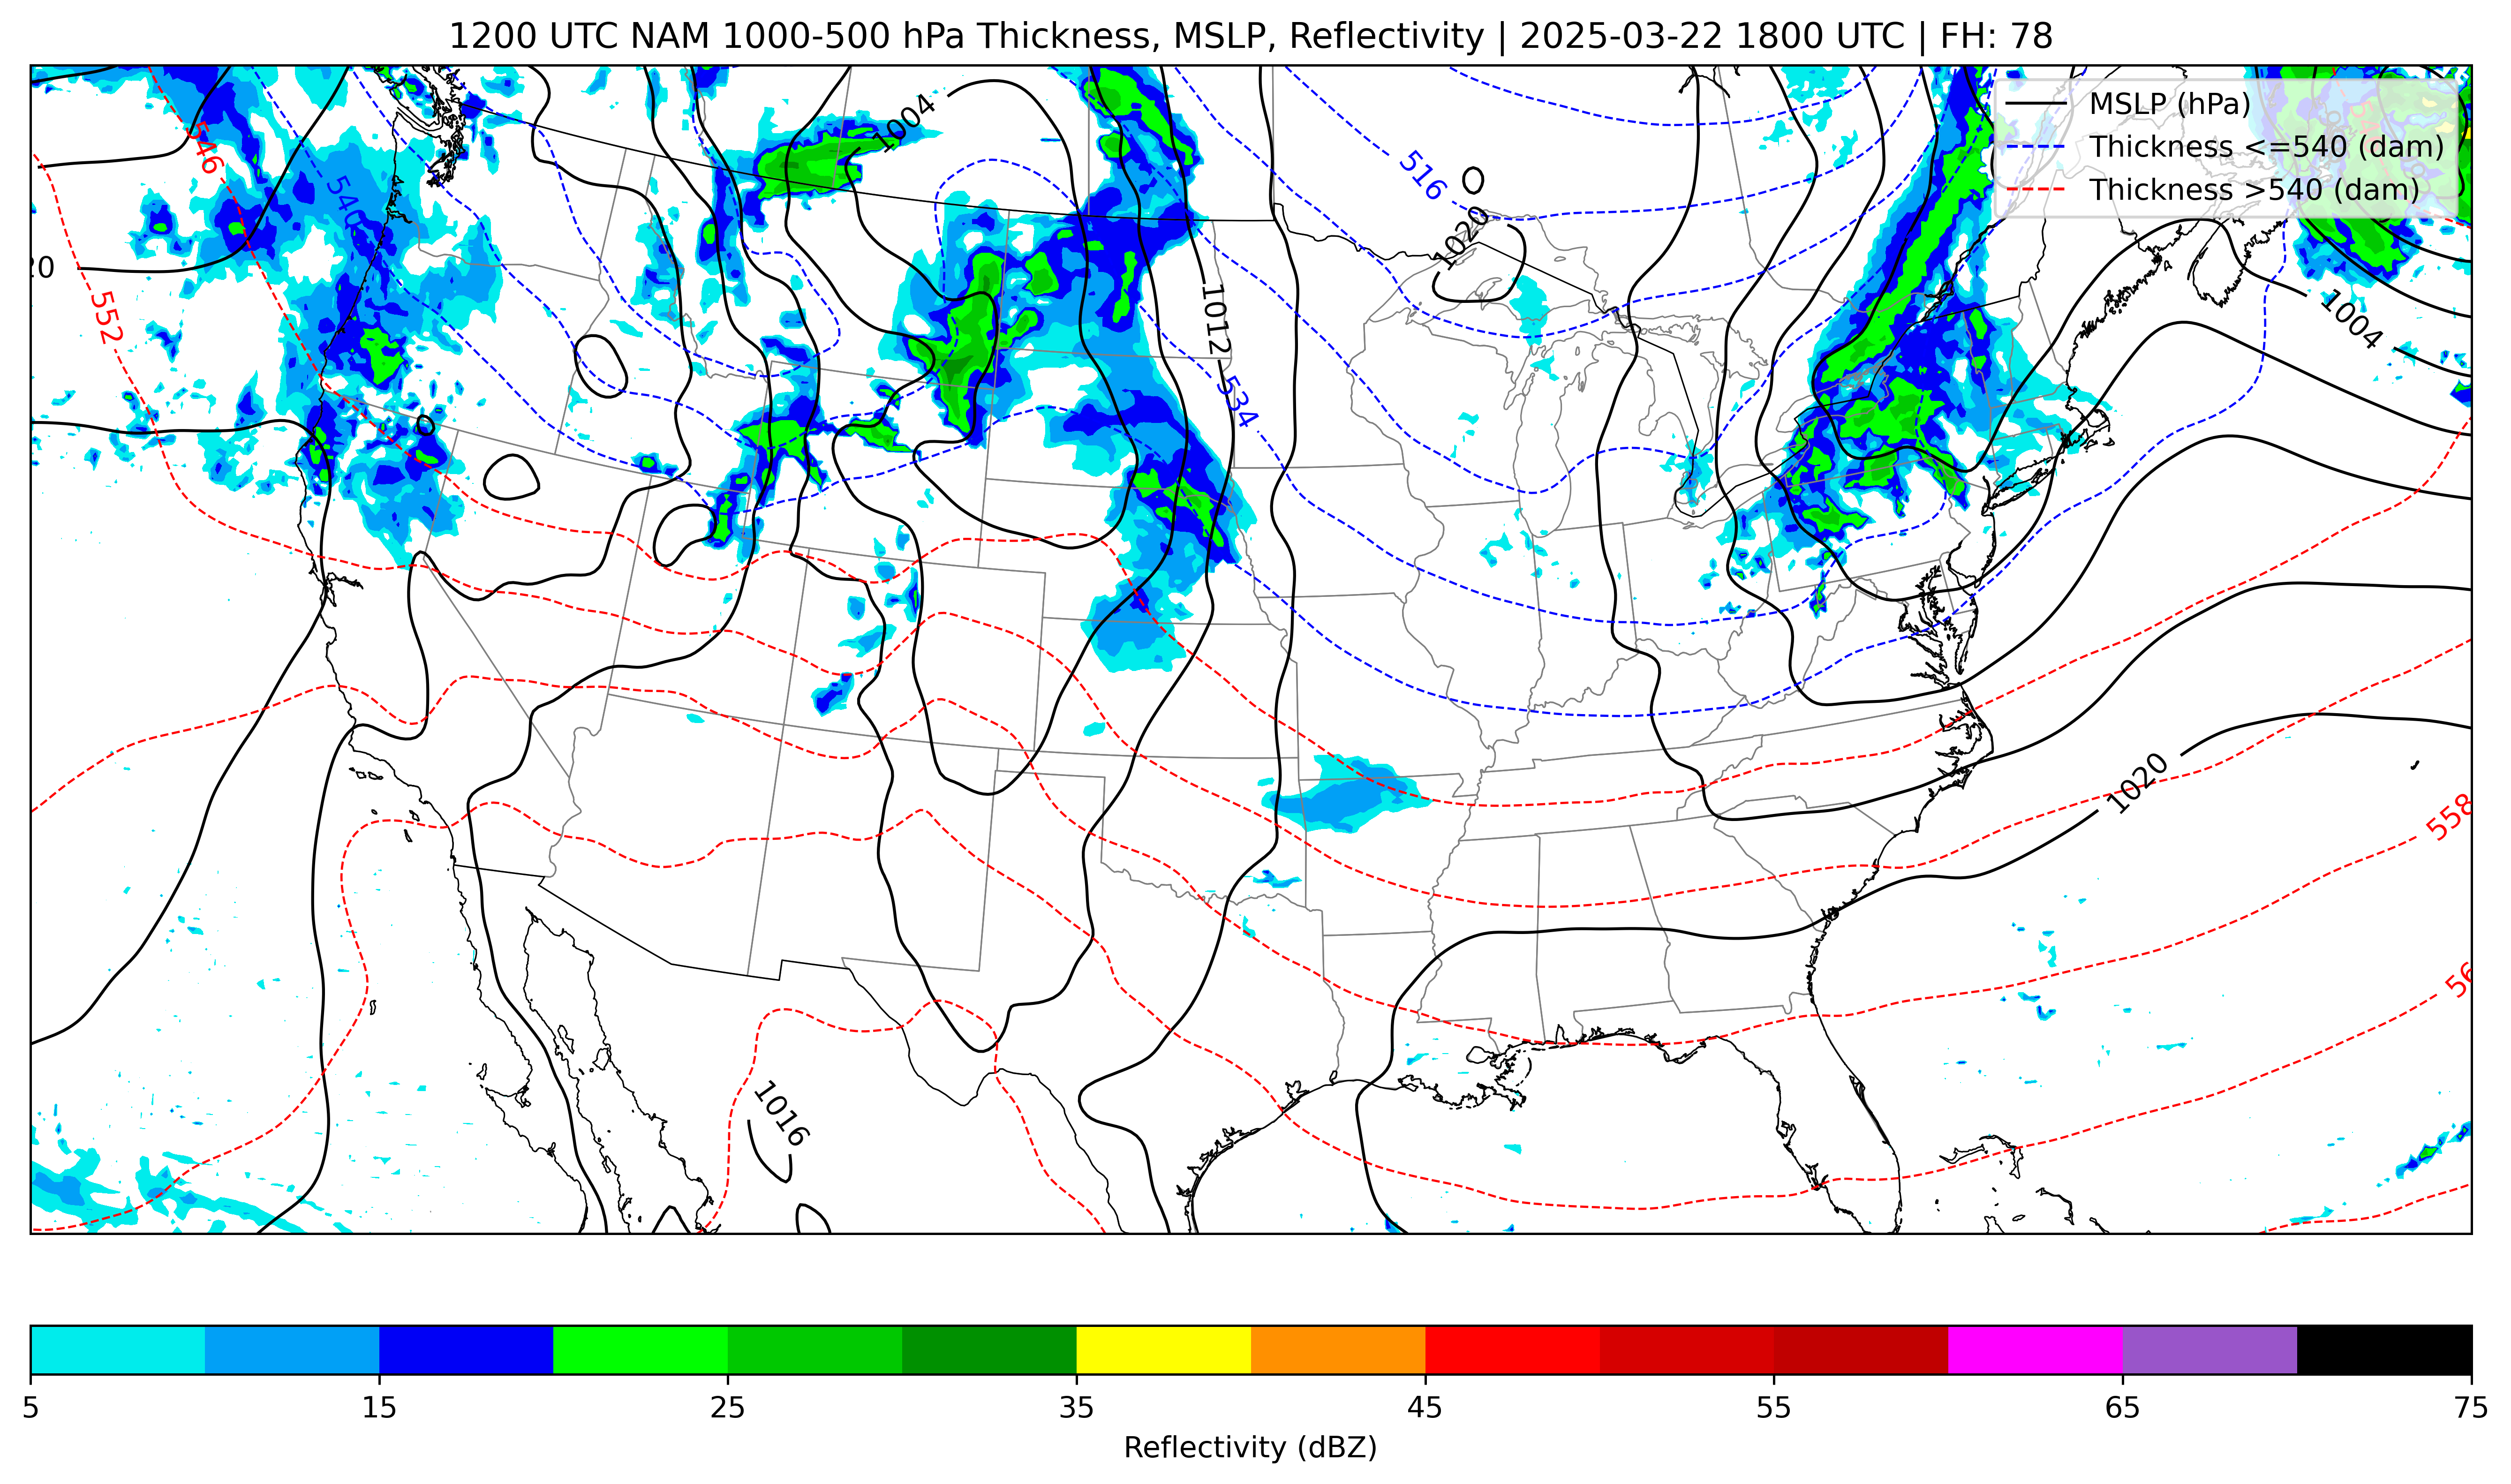 1200 UTC NAM 1000-500 hPa Thickness, MSLP, Reflectivity | 2025-03-22 1800 UTC | FH: 78
MSLP (hPa)
Thickness <=540 (dam)
Thickness >540 (dam)
1004
546
516
540
1020
20
552
1012
1004
534
1020
558
56
1016
5 15 25 35 45 55 65 75
Reflectivity (dBZ)